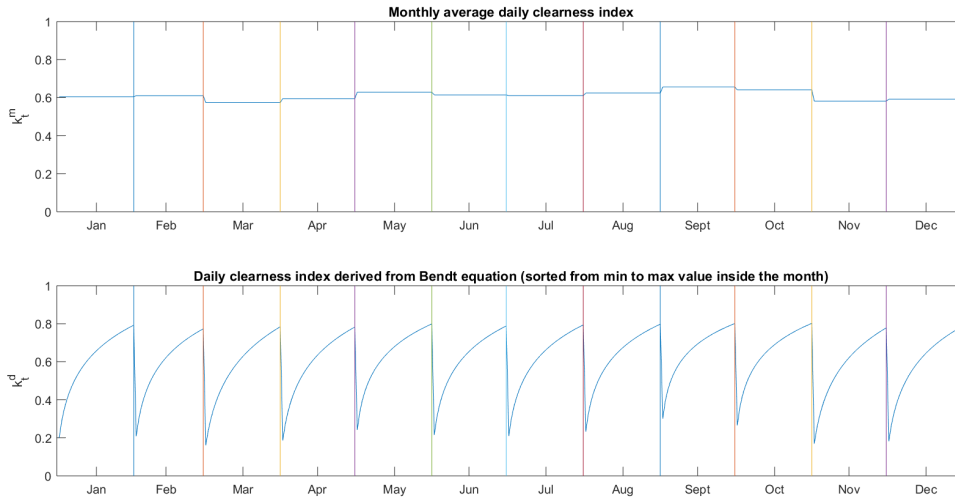 Monthly average daily clearness index
1
0.8
0.6
0.4
0.2
0
k_t^m
Jan Feb Mar Apr May Jun Jul Aug Sept Oct Nov Dec
Daily clearness index derived from Bendt equation (sorted from min to max value inside the month)
1
0.8
0.6
0.4
0.2
0
k_t^d
Jan Feb Mar Apr May Jun Jul Aug Sept Oct Nov Dec